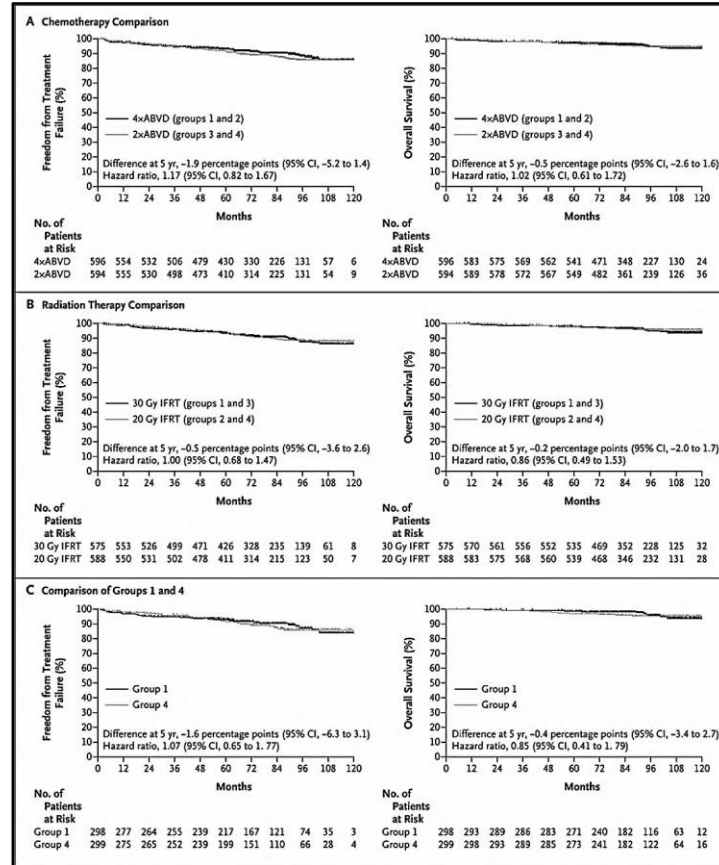 A Chemotherapy Comparison
Freedom from Treatment
Failure (%)
100
90
80
70
60
50
40
30
20
10
0
4xABVD (groups 1 and 2)
2xABVD (groups 3 and 4)
Difference at 5 yr, −1.9 percentage points (95% CI, −5.2 to 1.4)
Hazard ratio, 1.17 (95% CI, 0.82 to 1.67)
0 12 24 36 48 60 72 84 96 108 120
Months
No. of
Patients
at Risk
4xABVD 596 554 532 506 479 430 330 226 131 57 6
2xABVD 594 555 530 498 473 410 314 225 131 54 9
Overall Survival (%)
100
90
80
70
60
50
40
30
20
10
0
4xABVD (groups 1 and 2)
2xABVD (groups 3 and 4)
Difference at 5 yr, −0.5 percentage points (95% CI, −2.6 to 1.6)
Hazard ratio, 1.02 (95% CI, 0.61 to 1.72)
0 12 24 36 48 60 72 84 96 108 120
Months
No. of
Patients
at Risk
4xABVD 596 583 575 569 562 541 471 348 227 130 24
2xABVD 594 589 578 572 567 549 482 361 239 126 36
B Radiation Therapy Comparison
Freedom from Treatment
Failure (%)
100
90
80
70
60
50
40
30
20
10
0
30 Gy IFRT (groups 1 and 3)
20 Gy IFRT (groups 2 and 4)
Difference at 5 yr, −0.5 percentage points (95% CI, −3.6 to 2.6)
Hazard ratio, 1.00 (95% CI, 0.68 to 1.47)
0 12 24 36 48 60 72 84 96 108 120
Months
No. of
Patients
at Risk
30 Gy IFRT 575 553 526 499 471 426 328 235 139 61 8
20 Gy IFRT 588 550 531 502 478 411 314 215 123 50 7
Overall Survival (%)
100
90
80
70
60
50
40
30
20
10
0
30 Gy IFRT (groups 1 and 3)
20 Gy IFRT (groups 2 and 4)
Difference at 5 yr, −0.2 percentage points (95% CI, −2.0 to 1.7)
Hazard ratio, 0.86 (95% CI, 0.49 to 1.53)
0 12 24 36 48 60 72 84 96 108 120
Months
No. of
Patients
at Risk
30 Gy IFRT 575 570 561 556 552 535 469 352 228 125 32
20 Gy IFRT 588 583 575 568 560 539 468 346 232 131 28
C Comparison of Groups 1 and 4
Freedom from Treatment
Failure (%)
100
90
80
70
60
50
40
30
20
10
0
Group 1
Group 4
Difference at 5 yr, −1.6 percentage points (95% CI, −6.3 to 3.1)
Hazard ratio, 1.07 (95% CI, 0.65 to 1. 77)
0 12 24 36 48 60 72 84 96 108 120
Months
No. of
Patients
at Risk
Group 1 298 277 264 255 239 217 167 121 74 35 3
Group 4 299 275 265 252 239 199 151 110 66 28 4
Overall Survival (%)
100
90
80
70
60
50
40
30
20
10
0
Group 1
Group 4
Difference at 5 yr, −0.4 percentage points (95% CI, −3.4 to 2.7)
Hazard ratio, 0.85 (95% CI, 0.41 to 1. 79)
0 12 24 36 48 60 72 84 96 108 120
Months
No. of
Patients
at Risk
Group 1 298 293 289 286 283 271 240 182 116 63 12
Group 4 299 298 293 289 285 273 241 182 122 64 16